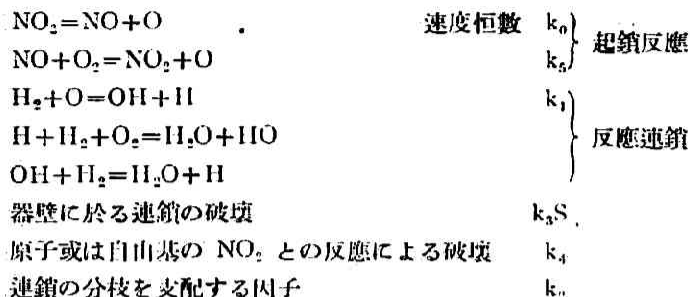 NO₂=NO+O 速度恒數 k₀
NO+O₂=NO₂+O k₅ 起鎖反應
H₂+O=OH+H k₁
H+H₂+O₂=H₂O+HO 反應連鎖
OH+H₂=H₂O+H
器壁に於る連鎖の破壞 k₃S.
原子或は自由基の NO₂ との反應による破壞 k₄
連鎖の分枝を支配する因子